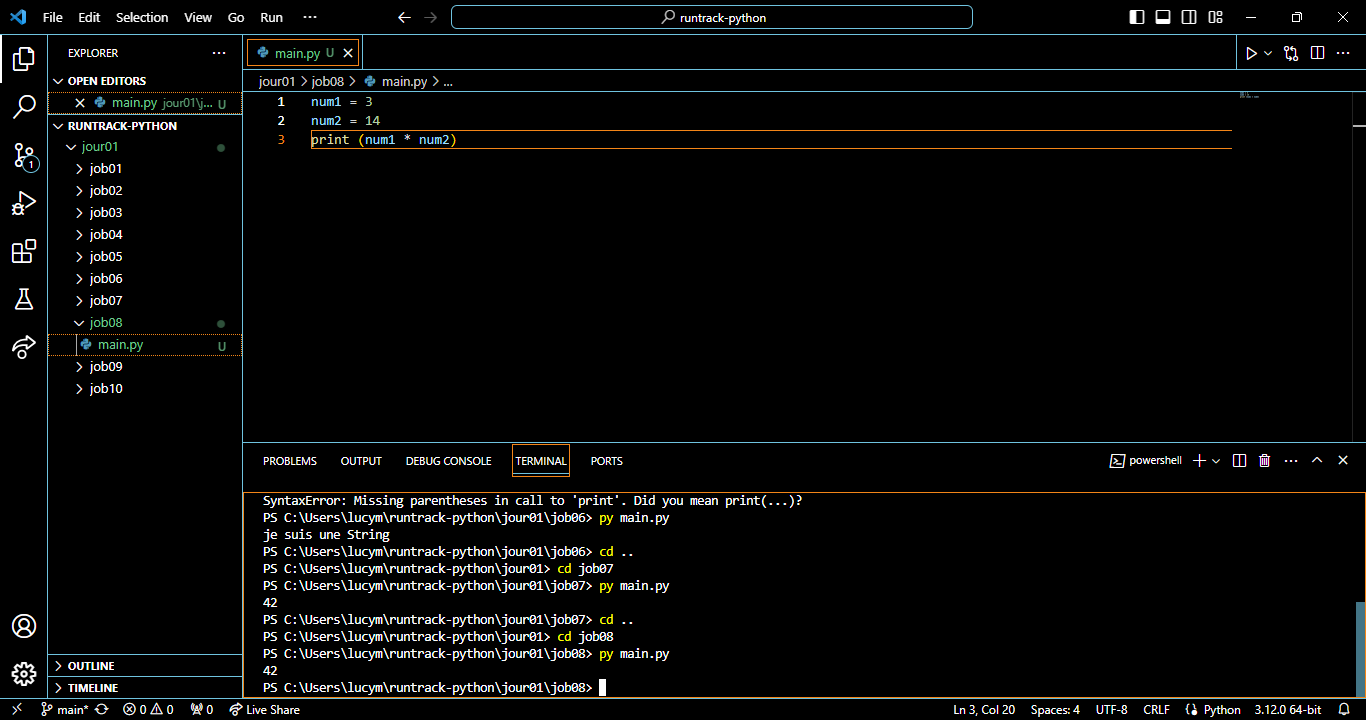 File Edit Selection View Go Run ··· runtrack-python
EXPLORER ···
OPEN EDITORS
main.py jour01\j... U
RUNTRACK-PYTHON
jour01
job01
job02
job03
job04
job05
job06
job07
job08
main.py U
job09
job10
OUTLINE
TIMELINE
1
main.py U
jour01 > job08 > main.py > ...
1 num1 = 3
2 num2 = 14
3 print (num1 * num2)
PROBLEMS OUTPUT DEBUG CONSOLE TERMINAL PORTS powershell ···
SyntaxError: Missing parentheses in call to 'print'. Did you mean print(...)?
PS C:\Users\lucym\runtrack-python\jour01\job06> py main.py
je suis une String
PS C:\Users\lucym\runtrack-python\jour01\job06> cd ..
PS C:\Users\lucym\runtrack-python\jour01> cd job07
PS C:\Users\lucym\runtrack-python\jour01\job07> py main.py
42
PS C:\Users\lucym\runtrack-python\jour01\job07> cd ..
PS C:\Users\lucym\runtrack-python\jour01> cd job08
PS C:\Users\lucym\runtrack-python\jour01\job08> py main.py
42
PS C:\Users\lucym\runtrack-python\jour01\job08>
main* 0 0 0 Live Share Ln 3, Col 20 Spaces: 4 UTF-8 CRLF Python 3.12.0 64-bit